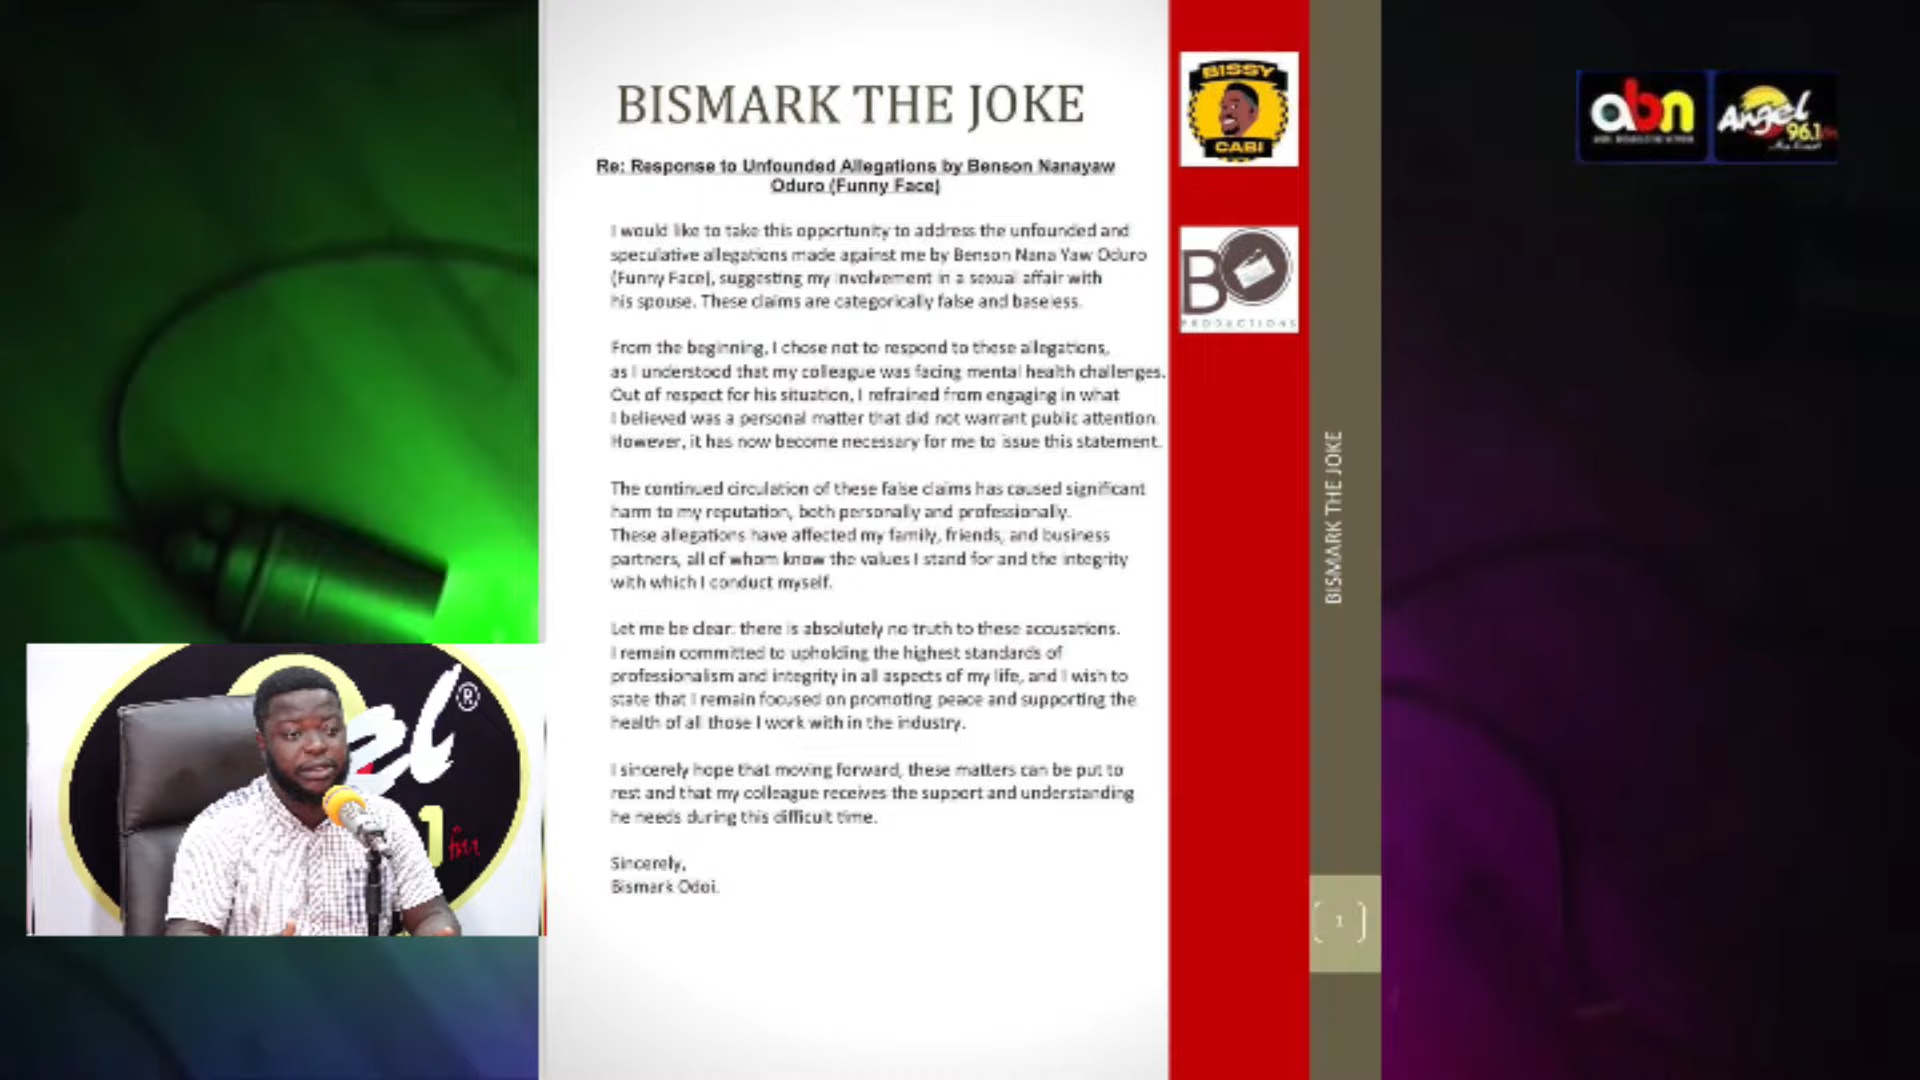 BISMARK THE JOKE
Re: Response to Unfounded Allegations by Benson Nanayaw
Oduro (Funny Face)
I would like to take this opportunity to address the unfounded and
speculative allegations made against me by Benson Nana Yaw Oduro
(Funny Face), suggesting my involvement in a sexual affair with
his spouse. These claims are categorically false and baseless.
From the beginning, I chose not to respond to these allegations,
as I understood that my colleague was facing mental health challenges.
Out of respect for his situation, I refrained from engaging in what
I believed was a personal matter that did not warrant public attention.
However, it has now become necessary for me to issue this statement.
The continued circulation of these false claims has caused significant
harm to my reputation, both personally and professionally.
These allegations have affected my family, friends, and business
partners, all of whom know the values I stand for and the integrity
with which I conduct myself.
Let me be clear: there is absolutely no truth to these accusations.
I remain committed to upholding the highest standards of
professionalism and integrity in all aspects of my life, and I wish to
state that I remain focused on promoting peace and supporting the
health of all those I work with in the industry.
I sincerely hope that moving forward, these matters can be put to
rest and that my colleague receives the support and understanding
he needs during this difficult time.
Sincerely,
Bismark Odoi.
BISSY
CABI
B
PRODUCTIONS
BISMARK THE JOKE
1
abn
Angel
96.1 fm
el ®
1 fm